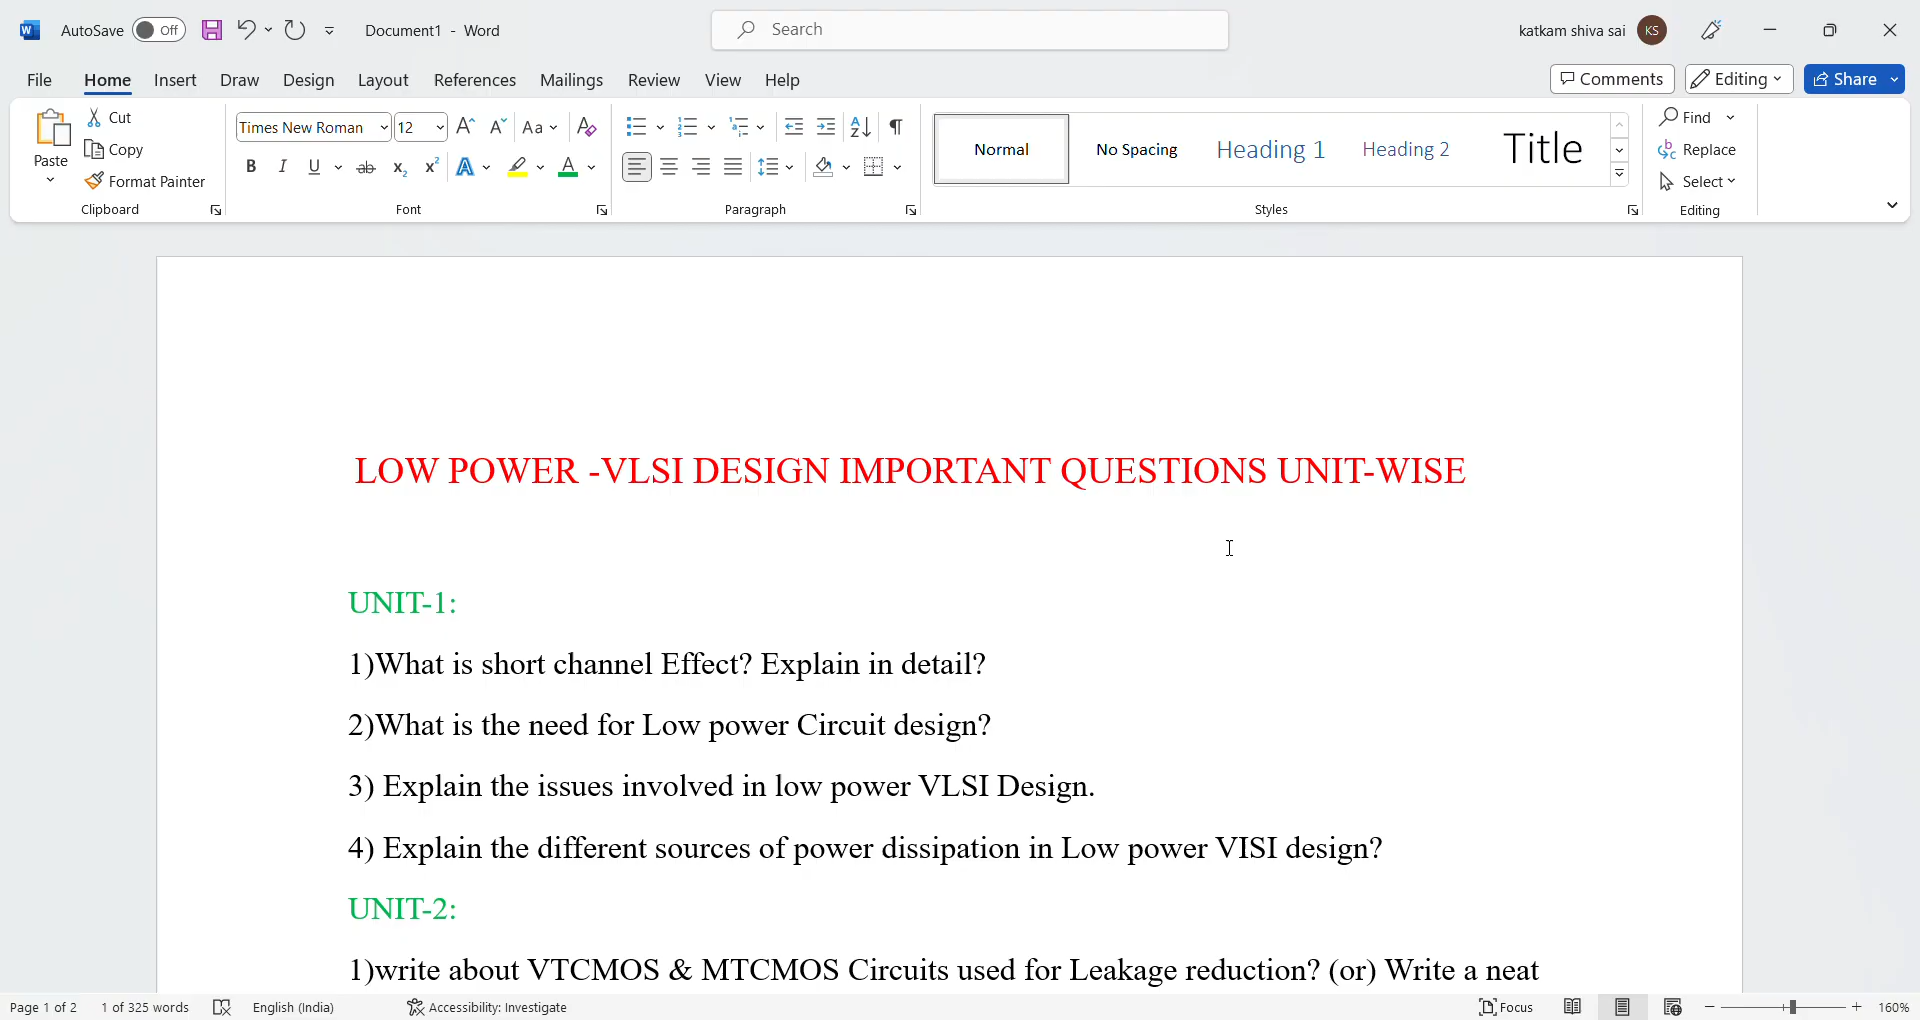 AutoSave Off Document1 - Word Search katkam shiva sai KS
File Home Insert Draw Design Layout References Mailings Review View Help Comments Editing Share
Paste Cut Copy Format Painter Clipboard
Times New Roman 12 Aa B I U ab x₂ x² A A Font
Paragraph
Normal No Spacing Heading 1 Heading 2 Title Styles
Find Replace Select Editing
LOW POWER -VLSI DESIGN IMPORTANT QUESTIONS UNIT-WISE
UNIT-1:
1)What is short channel Effect? Explain in detail?
2)What is the need for Low power Circuit design?
3) Explain the issues involved in low power VLSI Design.
4) Explain the different sources of power dissipation in Low power VISI design?
UNIT-2:
1)write about VTCMOS & MTCMOS Circuits used for Leakage reduction? (or) Write a neat
Page 1 of 2 1 of 325 words English (India) Accessibility: Investigate Focus 160%